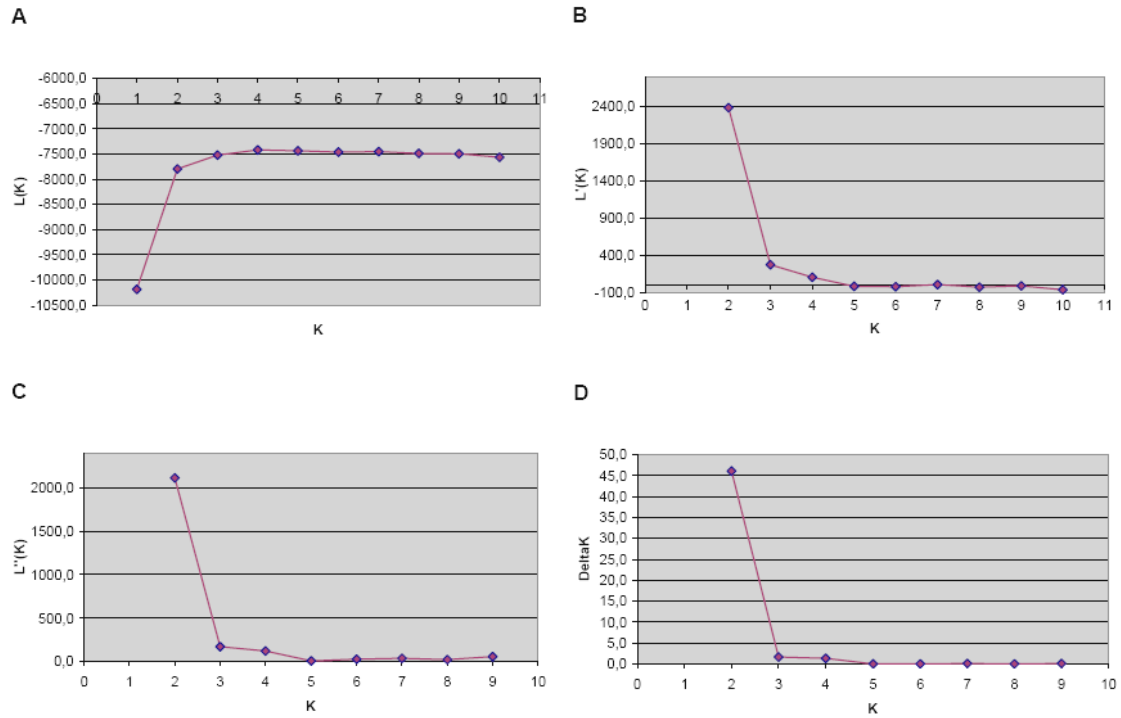 A
-6000,0
-6500,0
-7000,0
-7500,0
-8000,0
-8500,0
-9000,0
-9500,0
-10000,0
-10500,0
0 1 2 3 4 5 6 7 8 9 10 11
L(K)
K
B
2400,0
1900,0
1400,0
900,0
400,0
-100,0
0 1 2 3 4 5 6 7 8 9 10 11
L'(K)
K
C
2000,0
1500,0
1000,0
500,0
0,0
0 1 2 3 4 5 6 7 8 9 10
L''(K)
K
D
50,0
45,0
40,0
35,0
30,0
25,0
20,0
15,0
10,0
5,0
0,0
0 1 2 3 4 5 6 7 8 9 10
DeltaK
K